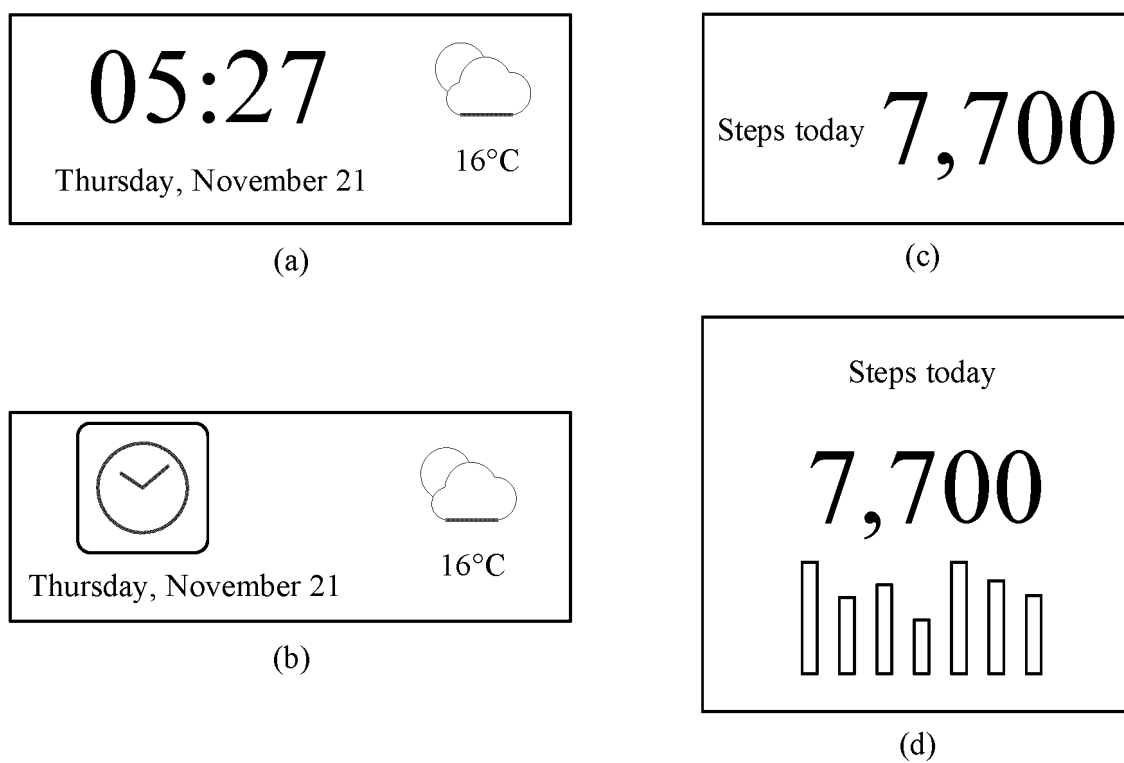 05:27
16°C
Thursday, November 21
(a)
Steps today 7,700
(c)
16°C
Thursday, November 21
(b)
Steps today
7,700
(d)